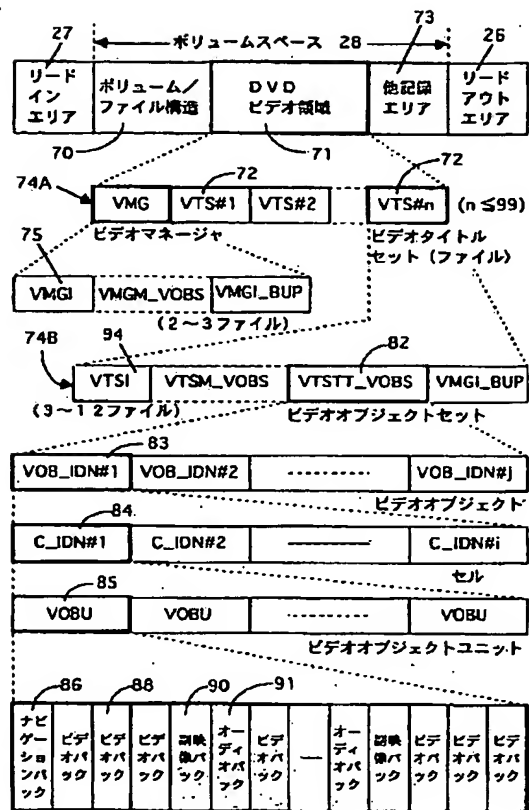 27 ボリュームスペース 28 73 26
リードインエリア ボリューム/ファイル構造 DVDビデオ領域 他記録エリア リードアウトエリア
70 71
74A 72 72
VMG VTS#1 VTS#2 VTS#n (n≦99)
75 ビデオマネージャ ビデオタイトルセット(ファイル)
VMGI VMGM_VOBS VMGI_BUP
(2~3ファイル)
74B 94 82
VTSI VTSM_VOBS VTSTT_VOBS VMGI_BUP
(3~12ファイル) ビデオオブジェクトセット
83
VOB_IDN#1 VOB_IDN#2 VOB_IDN#j
84 ビデオオブジェクト
C_IDN#1 C_IDN#2 C_IDN#i
85 セル
VOBU VOBU VOBU
ビデオオブジェクトユニット
86 88 90 91
ナビゲーションパック ビデオパック ビデオパック ビデオパック 副映像パック オーディオパック ビデオパック オーディオパック 副映像パック ビデオパック ビデオパック ビデオパック